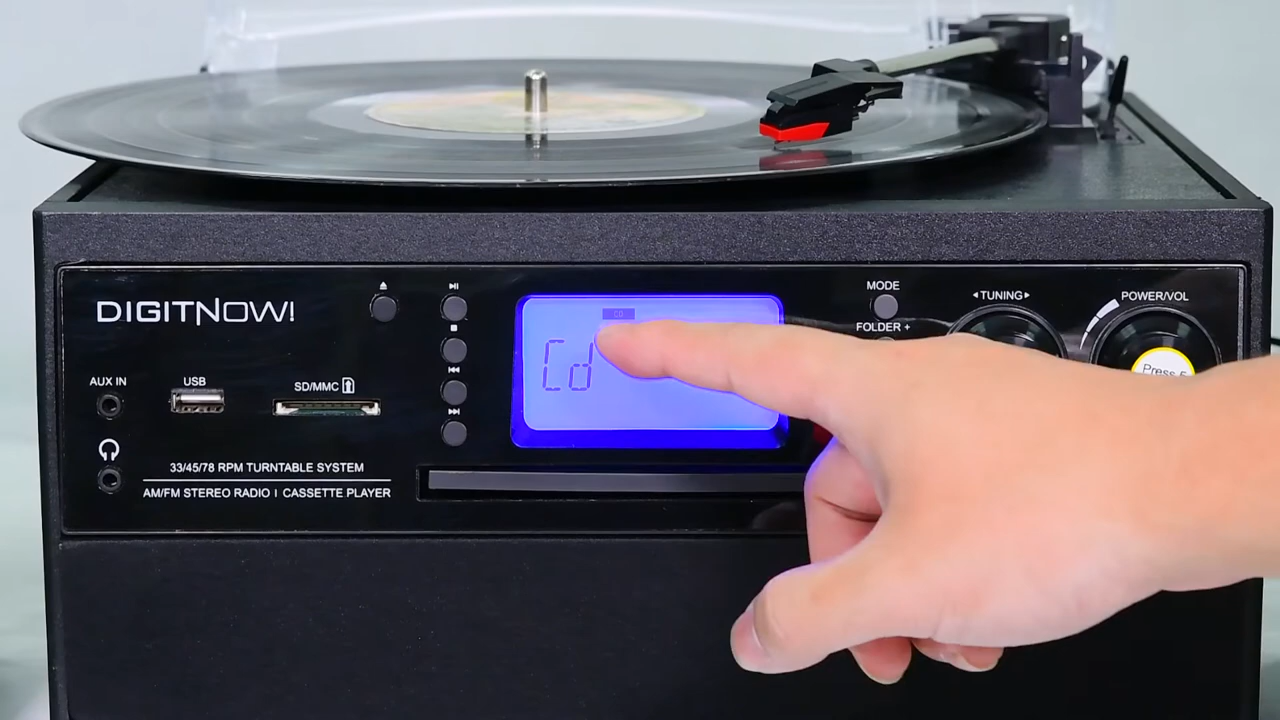 DIGITNOW!
MODE
◂TUNING▸
POWER/VOL
CD
FOLDER +
Cd
Press
AUX IN
USB
SD/MMC
33/45/78 RPM TURNTABLE SYSTEM
AM/FM STEREO RADIO I CASSETTE PLAYER